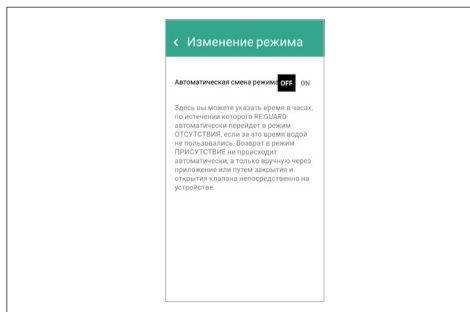 ‹ Изменение режима
Автоматическая смена режима OFF ON
Здесь вы можете указать время в часах,
по истечении которого RE.GUARD
автоматически перейдет в режим
ОТСУТСТВИЯ, если за это время водой
не пользовались. Возврат в режим
ПРИСУТСТВИЕ не происходит
автоматически, а только вручную через
приложение или путем закрытия и
открытия клапана непосредственно на
устройстве.